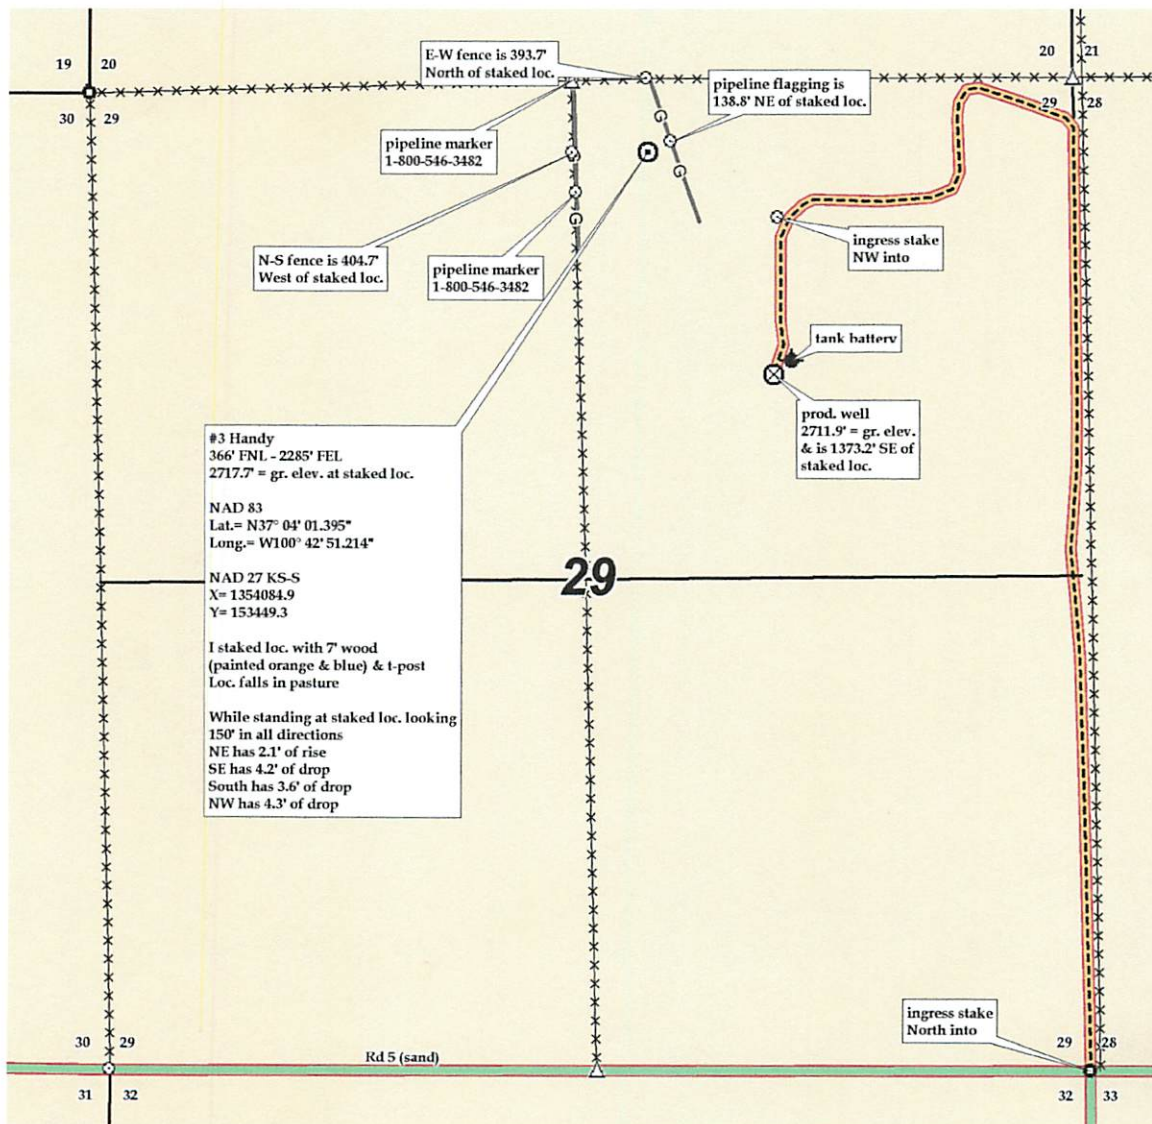 19 20
30 29
20 21
29 28
E-W fence is 393.7'
North of staked loc.
pipeline flagging is
138.8' NE of staked loc.
pipeline marker
1-800-546-3482
N-S fence is 404.7'
West of staked loc.
pipeline marker
1-800-546-3482
ingress stake
NW into
tank battery
prod. well
2711.9' = gr. elev.
& is 1373.2' SE of
staked loc.
#3 Handy
366' FNL - 2285' FEL
2717.7' = gr. elev. at staked loc.
NAD 83
Lat.= N37° 04' 01.395"
Long.= W100° 42' 51.214"
NAD 27 KS-S
X= 1354084.9
Y= 153449.3
I staked loc. with 7' wood
(painted orange & blue) & t-post
Loc. falls in pasture
While standing at staked loc. looking
150' in all directions
NE has 2.1' of rise
SE has 4.2' of drop
South has 3.6' of drop
NW has 4.3' of drop
29
ingress stake
North into
30 29
31 32
Rd 5 (sand)
29 28
32 33